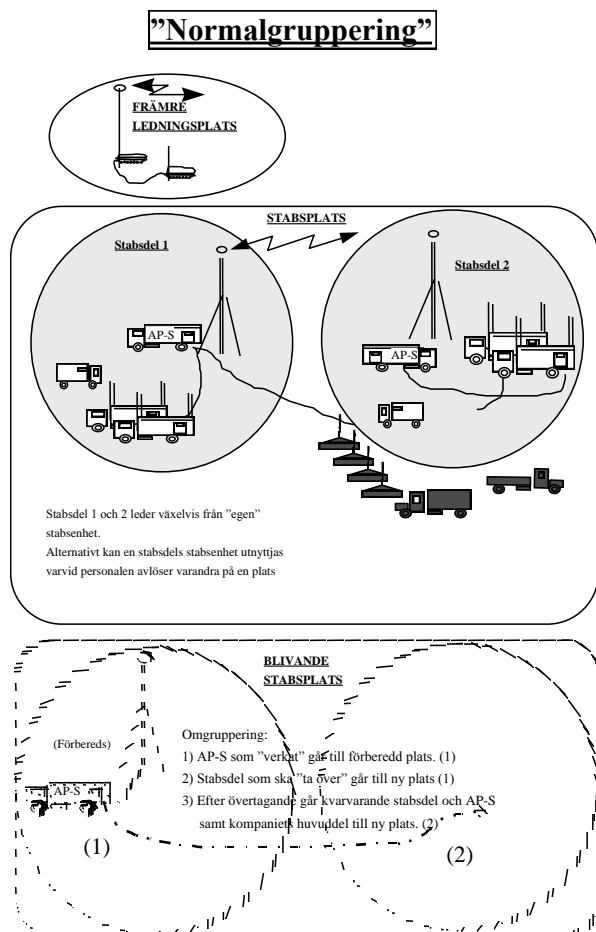 "Normalgruppering"
FRÄMRE
LEDNINGSPLATS
STABSPLATS
Stabsdel 1
Stabsdel 2
AP-S
AP-S
Stabsdel 1 och 2 leder växelvis från "egen"
stabsenhet.
Alternativt kan en stabsdels stabsenhet utnyttjas
varvid personalen avlöser varandra på en plats
BLIVANDE
STABSPLATS
(Förbereds)
AP-S
Omgruppering:
1) AP-S som "verkat" går till förberedd plats. (1)
2) Stabsdel som ska "ta över" går till ny plats (1)
3) Efter övertagande går kvarvarande stabsdel och AP-S
samt kompaniets huvuddel till ny plats. (2)
(1)
(2)